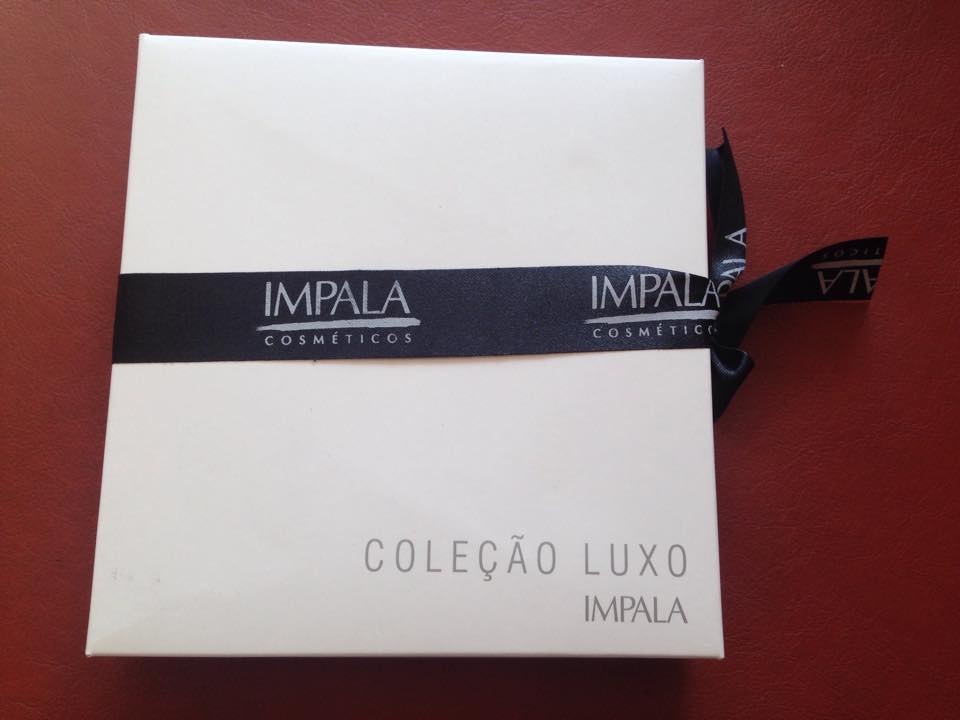 IMPALA
COSMÉTICOS
IMPALA
COSMÉTICOS
COLEÇÃO LUXO
IMPALA